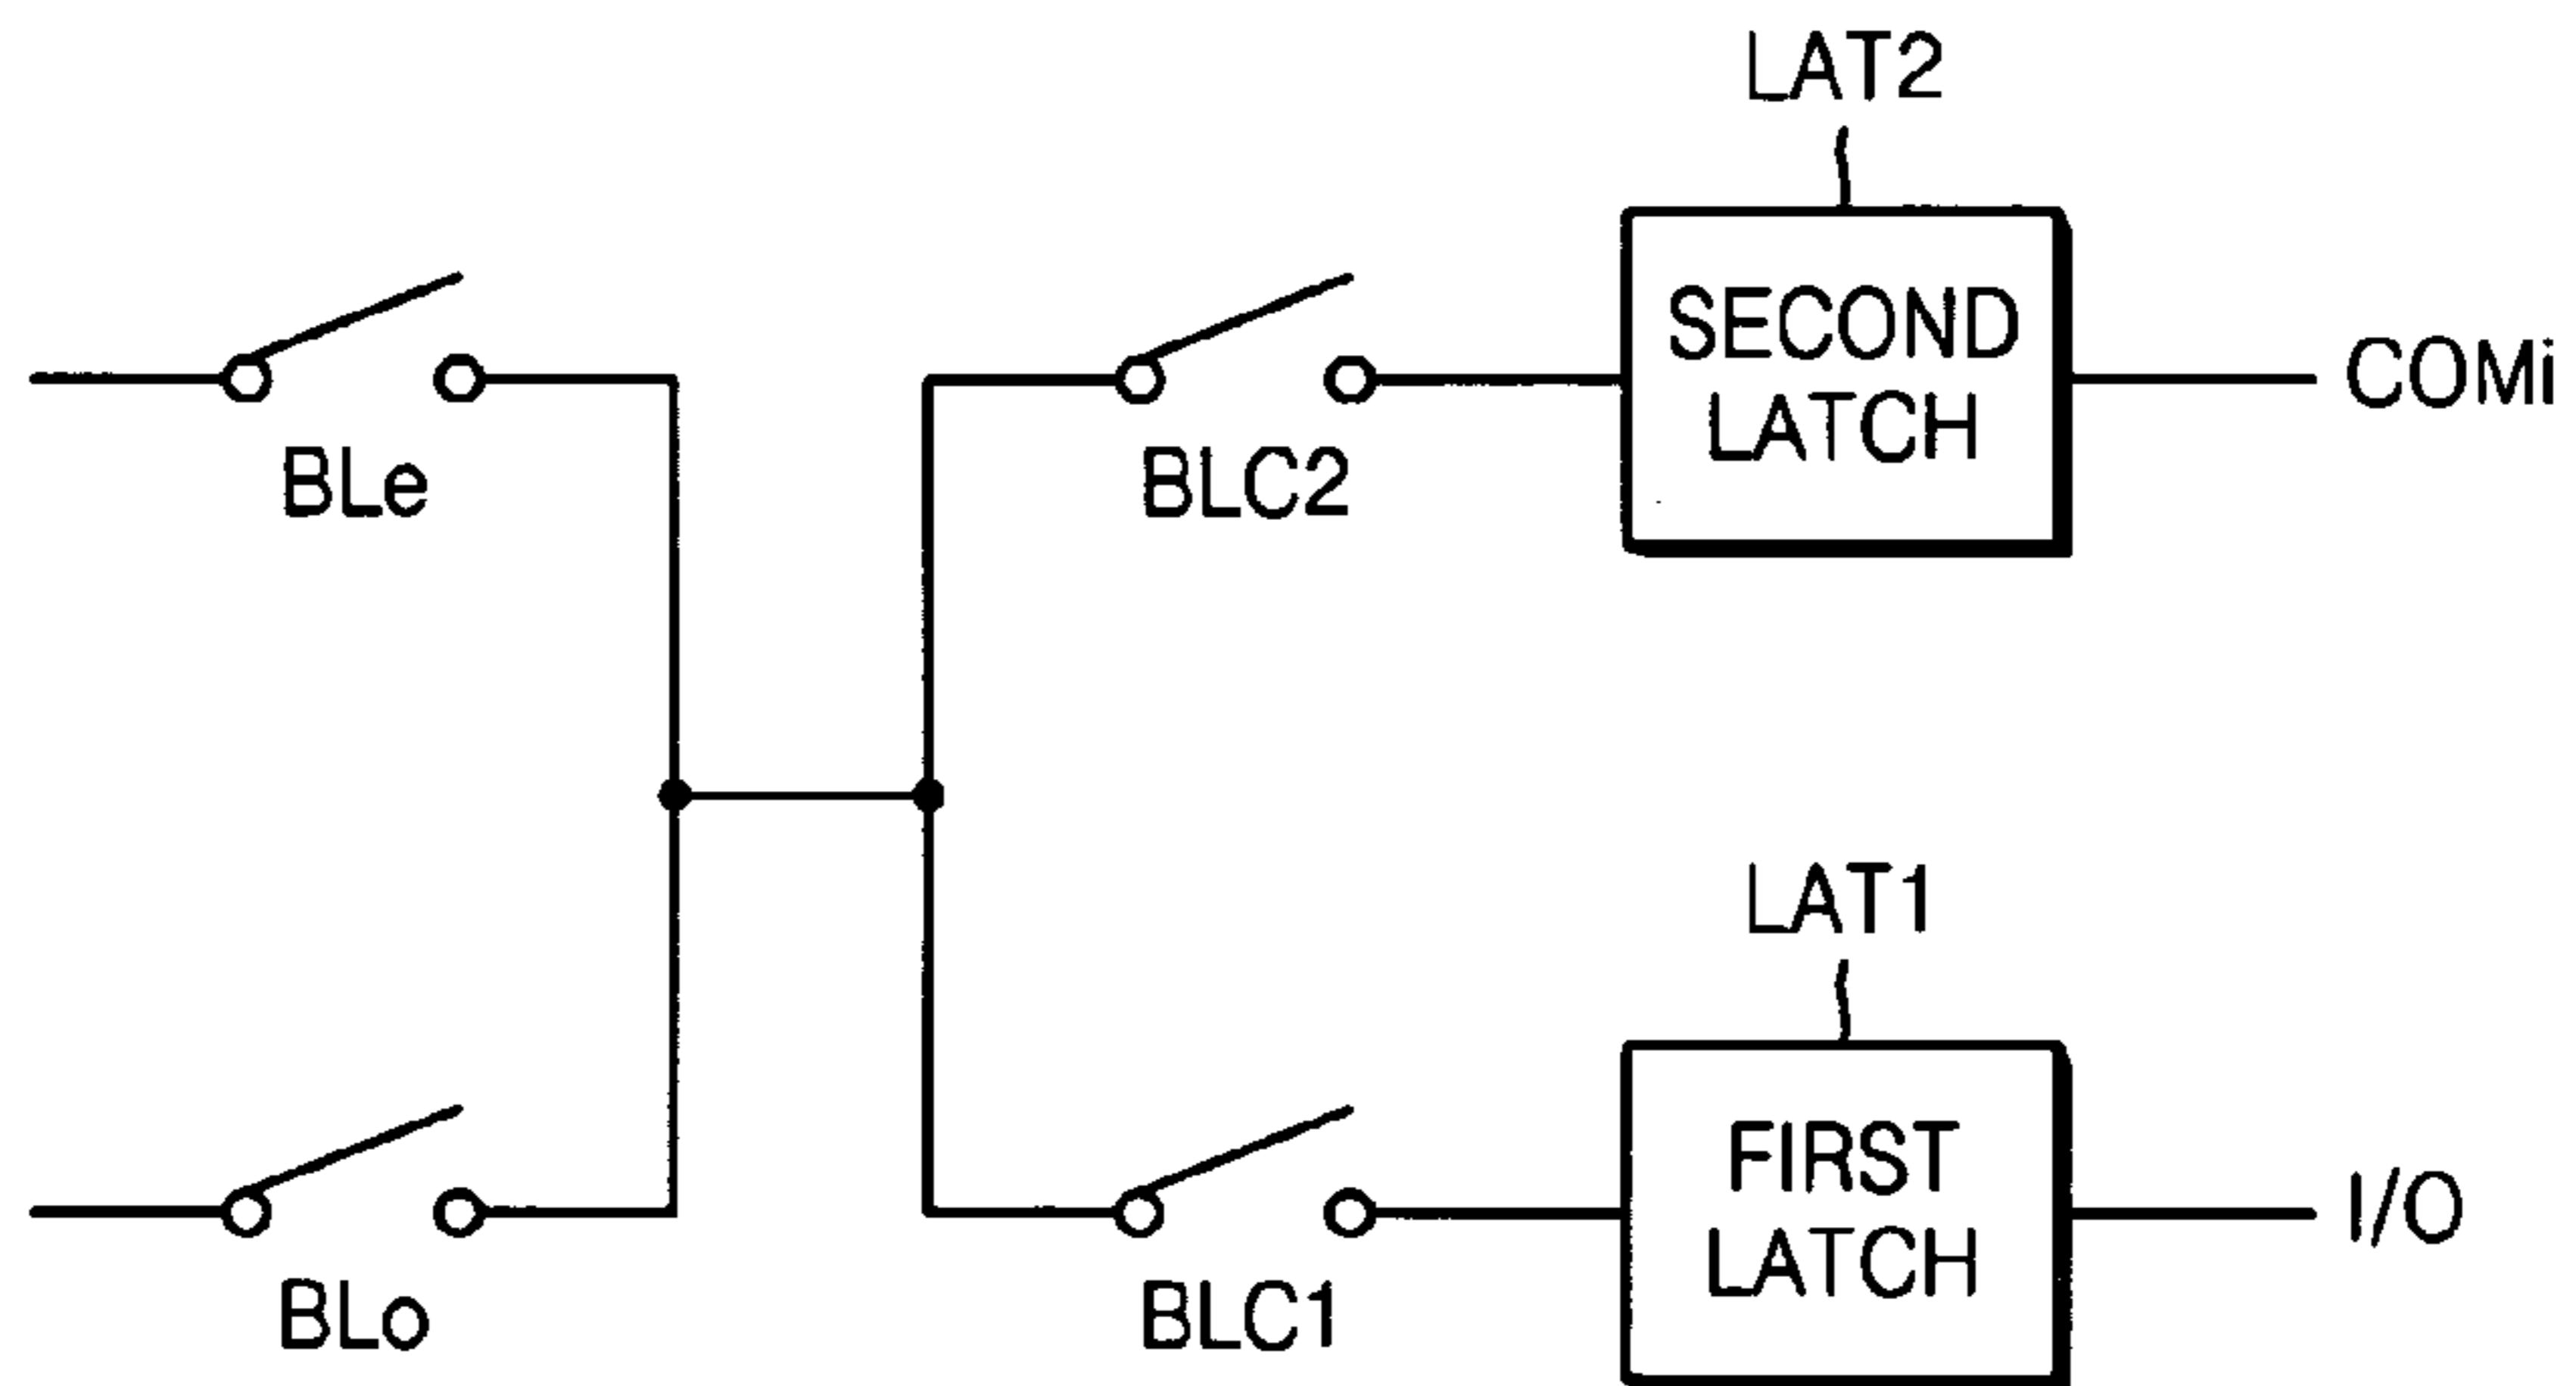 LAT2
SECOND
LATCH
COMi
BLe
BLC2
LAT1
FIRST
LATCH
I/O
BLo
BLC1